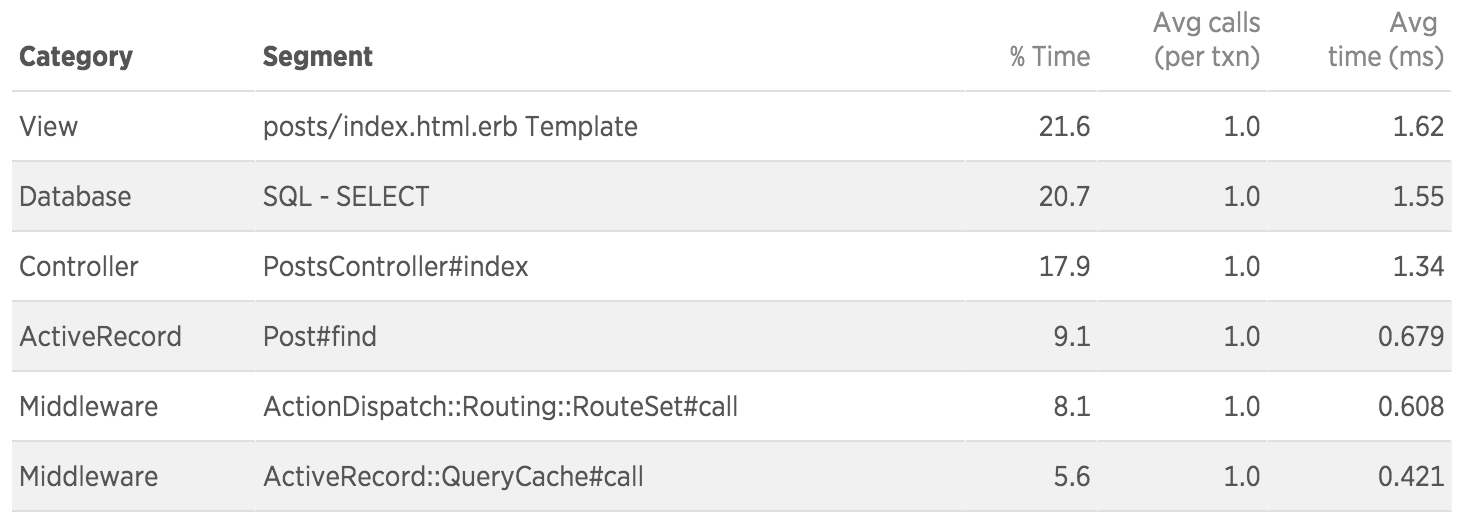 Category Segment % Time Avg calls (per txn) Avg time (ms)
View posts/index.html.erb Template 21.6 1.0 1.62
Database SQL - SELECT 20.7 1.0 1.55
Controller PostsController#index 17.9 1.0 1.34
ActiveRecord Post#find 9.1 1.0 0.679
Middleware ActionDispatch::Routing::RouteSet#call 8.1 1.0 0.608
Middleware ActiveRecord::QueryCache#call 5.6 1.0 0.421